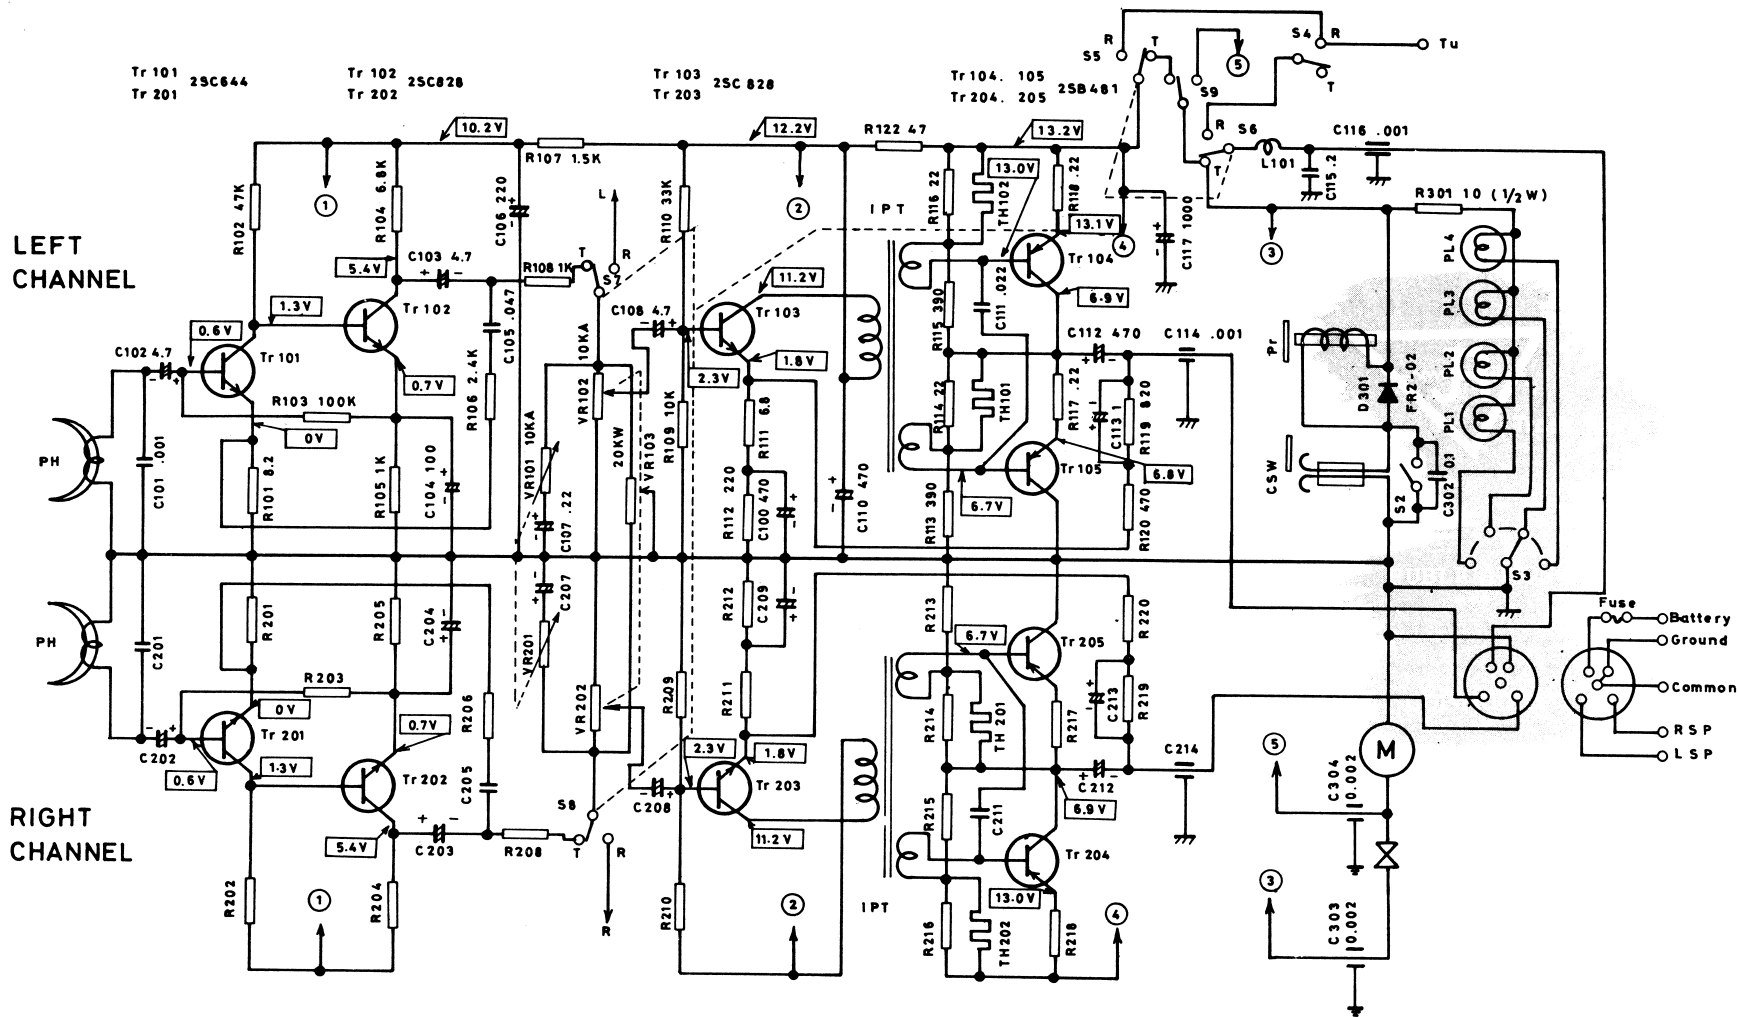 Tr 101
Tr 201
2SC644
Tr 102
Tr 202
2SC828
Tr 103
Tr 203
2SC 828
Tr 104. 105
Tr 204. 205
2SB481
R
S5
T
5
S9
S4
R
T
Tu
10.2V
12.2V
R122 47
13.2V
R
S6
T
L101
C116 .001
C115 .2
R107 1.5K
R102 47K
1
R104 6.8K
C106 220
L
R110 33K
2
IPT
R116 22
TH102
13.0V
R118 .22
13.1V
4
C117 1000
3
R301 10 (1/2W)
LEFT
CHANNEL
5.4V
C103 4.7
R108 1K
T
R
S7
11.2V
Tr 104
6.9V
PL4
PL3
PL2
PL1
1.3V
0.6V
Tr 102
C105 .047
10KA
C108 4.7
Tr 103
R115 390
C111 .022
C112 470
C114 .001
Pr
C102 4.7
Tr 101
0.7V
R106 2.4K
1.8V
2.3V
D301
FR2-02
R103 100K
0V
VR102
VR101 10KA
20KW
VR103
R109 10K
R111 6.8
R114 22
TH101
R117 .22
C113 1
R119 820
PH
C101 .001
R101 8.2
R105 1K
C104 100
C107 .22
R112 220
C100 470
C110 470
Tr 105
6.8V
6.7V
R113 390
R120 470
CSW
S2
C302 0.1
S3
PH
C201
R201
R205
C204
C207
VR201
R212
C209
R213
6.7V
Tr 205
R220
Fuse
Battery
Ground
Common
RSP
LSP
R203
R206
VR202
R209
R211
R214
TH 201
R217
C213
R219
0V
Tr 201
C202
0.6V
1.3V
0.7V
Tr 202
C205
2.3V
1.8V
Tr 203
C208
C212
C214
6.9V
5
C304
0.002
M
RIGHT
CHANNEL
5.4V
C203
R208
S8
T
R
11.2V
R215
C211
Tr 204
13.0V
R202
1
R204
R
R210
2
IPT
R216
TH202
R218
4
3
C303
0.002